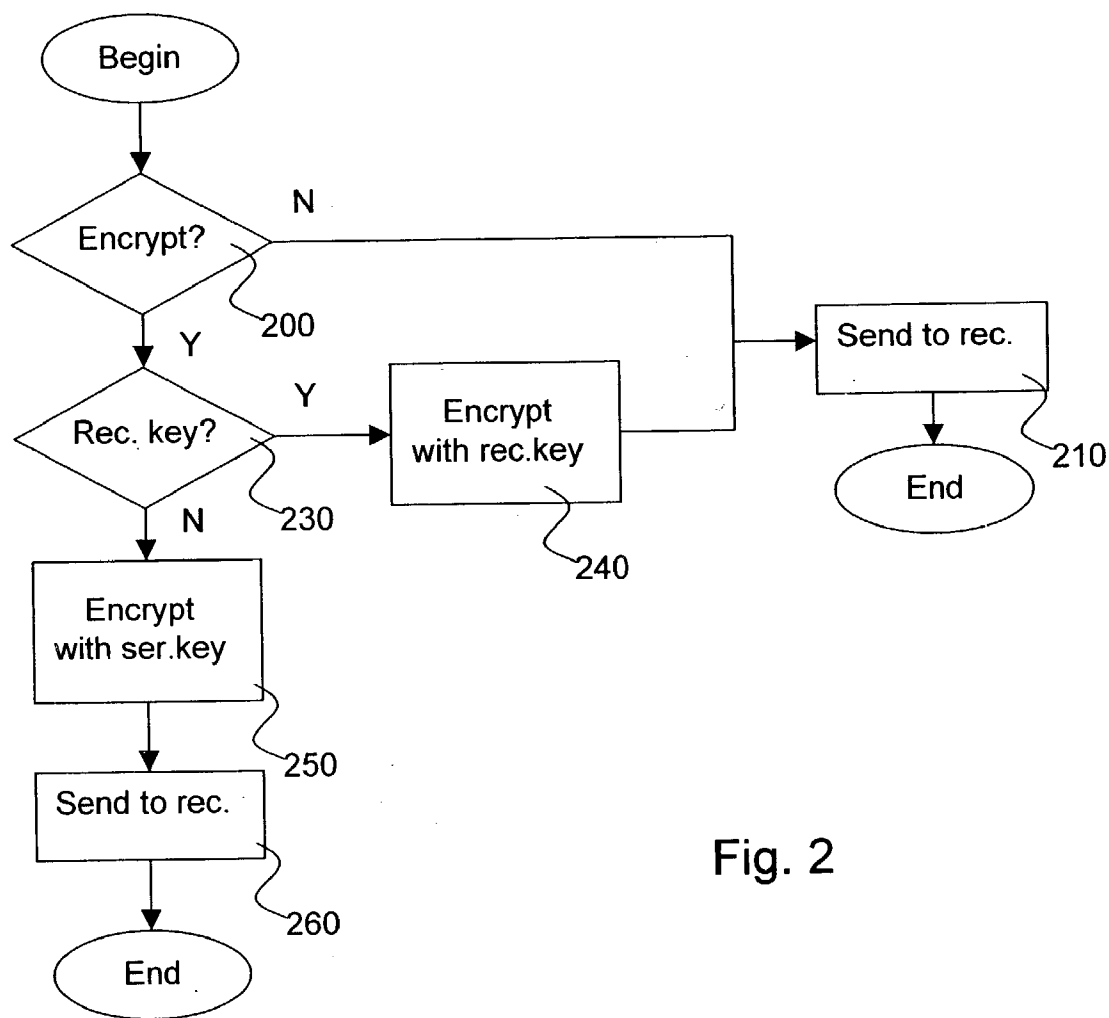 Begin
N
Encrypt?
200
Y
Send to rec.
210
Rec. key?
230
Y
Encrypt
with rec.key
240
End
N
Encrypt
with ser.key
250
Send to rec.
260
End
Fig. 2